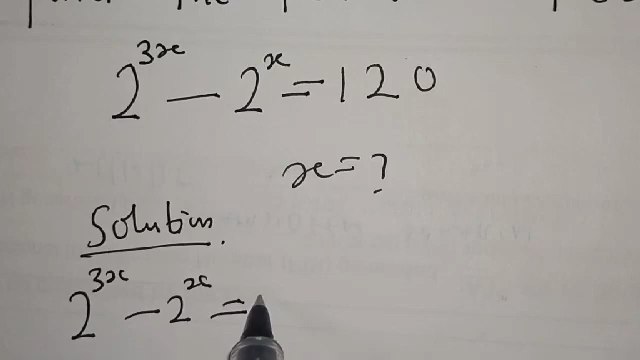 2^{3x} - 2^{x} = 120
x = ?
Solution.
2^{3x} - 2^{x} =